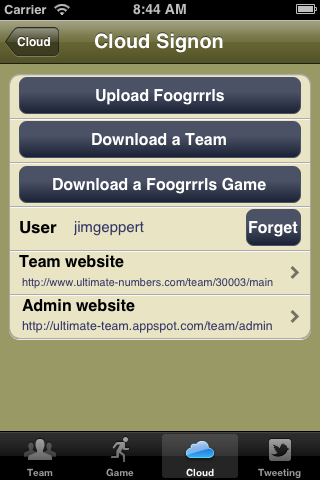 Carrier 8:44 AM
Cloud Cloud Signon
Upload Foogrrrls
Download a Team
Download a Foogrrrls Game
User jimgeppert Forget
Team website
http://www.ultimate-numbers.com/team/30003/main
Admin website
http://ultimate-team.appspot.com/team/admin
Team Game Cloud Tweeting